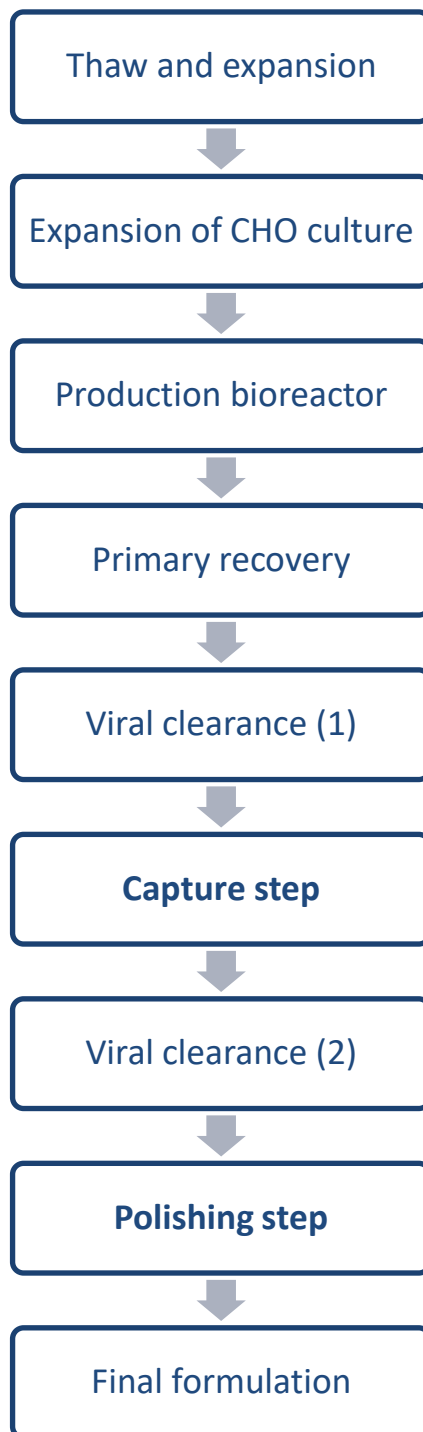 Thaw and expansion
Expansion of CHO culture
Production bioreactor
Primary recovery
Viral clearance (1)
Capture step
Viral clearance (2)
Polishing step
Final formulation